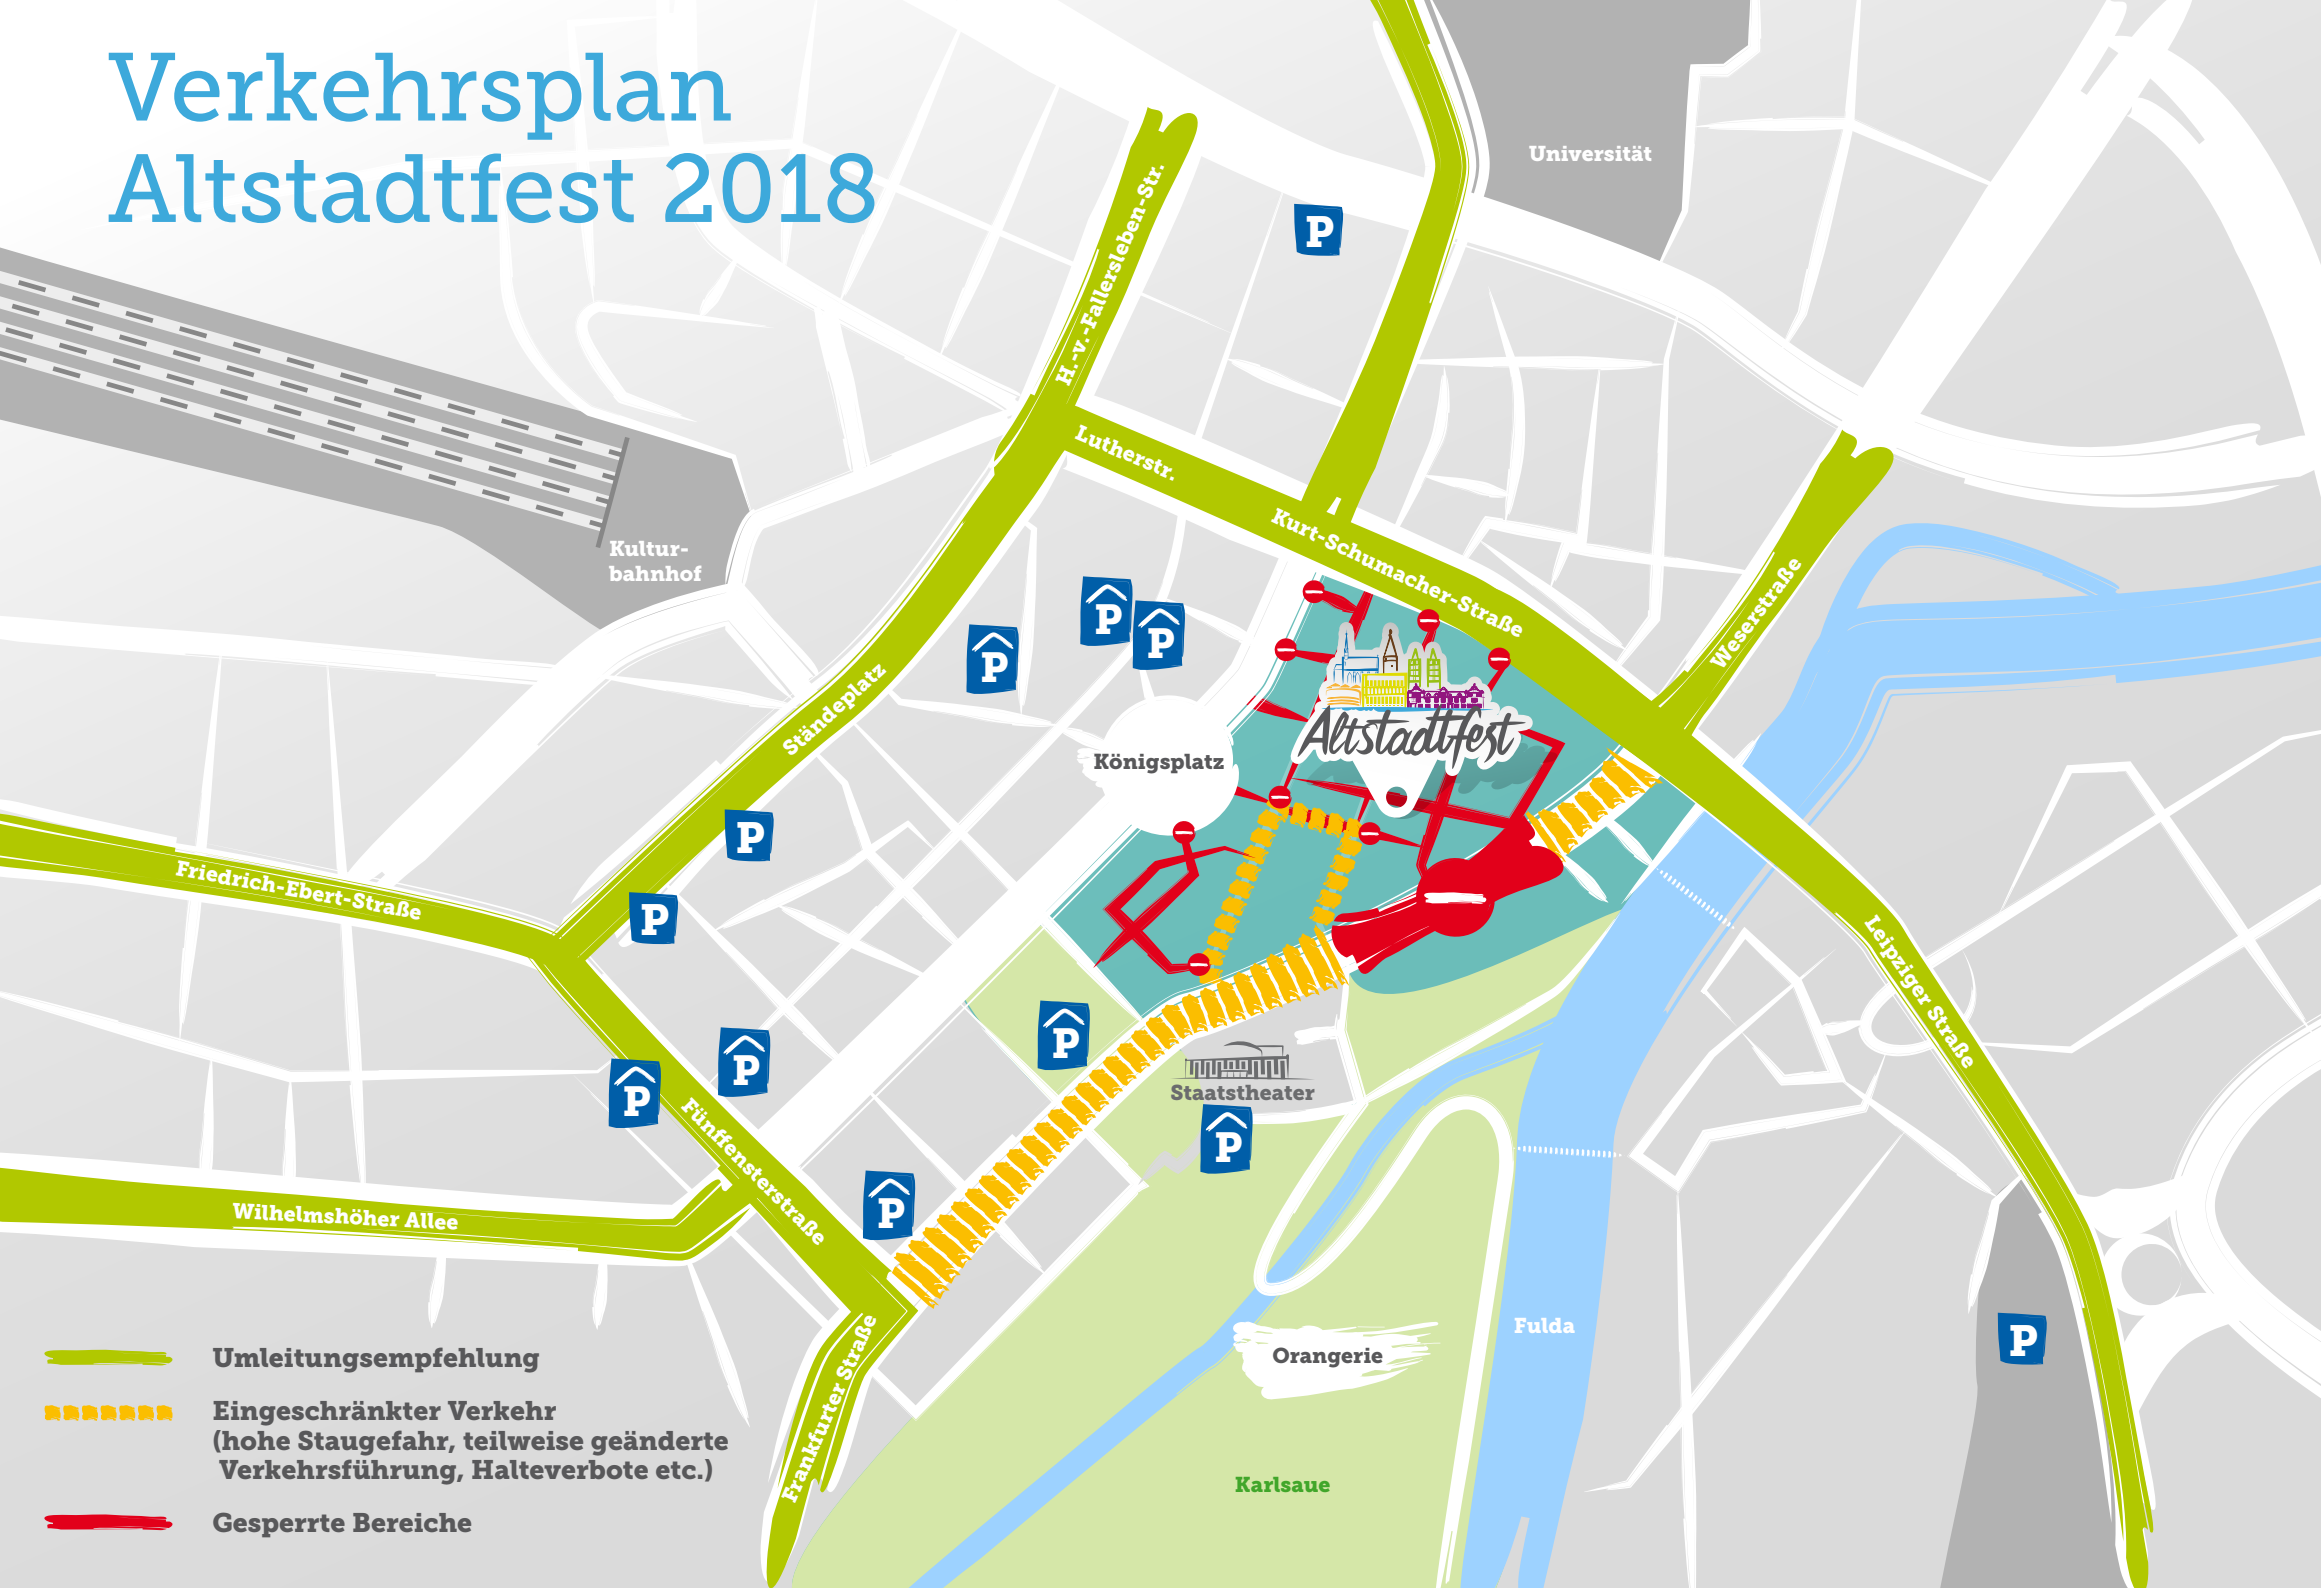 Verkehrsplan
Altstadtfest 2018
Universität
P
H.-v.-Fallersleben-Str.
Lutherstr.
Kurt-Schumacher-Straße
Weserstraße
Kultur-
bahnhof
P
P
P
Ständeplatz
Königsplatz
Altstadtfest
P
P
Friedrich-Ebert-Straße
Leipziger Straße
P
P
P
Staatstheater
P
Fünffensterstraße
P
Wilhelmshöher Allee
Frankfurter Straße
Fulda
Orangerie
P
Karlsaue
Umleitungsempfehlung
Eingeschränkter Verkehr
(hohe Staugefahr, teilweise geänderte
Verkehrsführung, Halteverbote etc.)
Gesperrte Bereiche